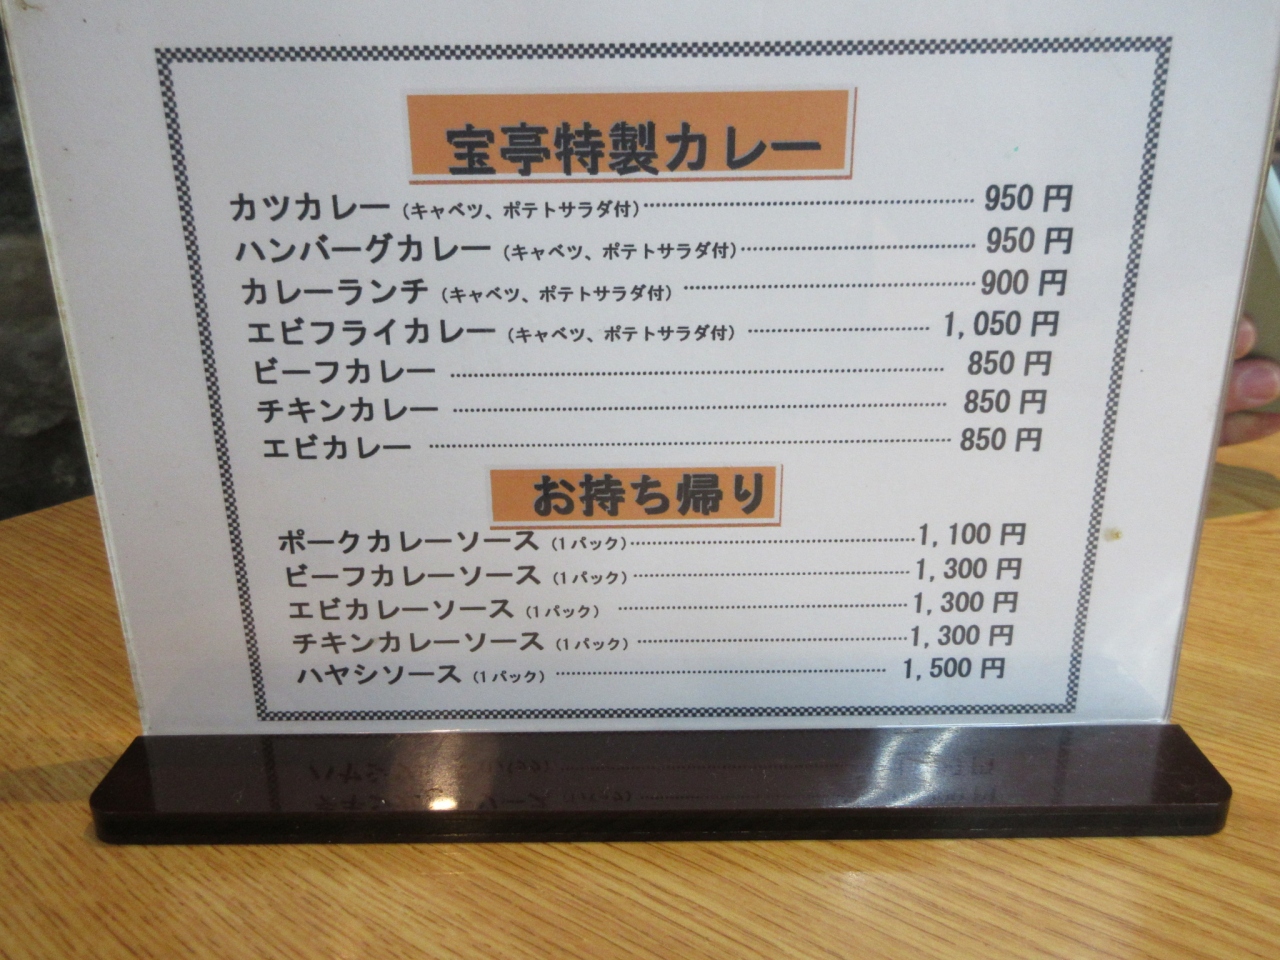 宝亭特製カレー
カツカレー（キャベツ、ポテトサラダ付）950円
ハンバーグカレー（キャベツ、ポテトサラダ付）950円
カレーランチ（キャベツ、ポテトサラダ付）900円
エビフライカレー（キャベツ、ポテトサラダ付）1,050円
ビーフカレー 850円
チキンカレー 850円
エビカレー 850円
お持ち帰り
ポークカレーソース（1パック）1,100円
ビーフカレーソース（1パック）1,300円
エビカレーソース（1パック）1,300円
チキンカレーソース（1パック）1,300円
ハヤシソース（1パック）1,500円